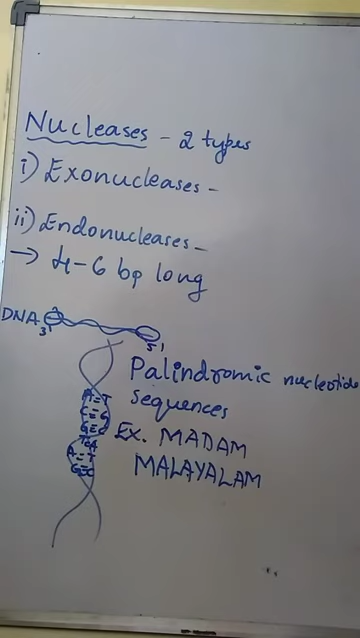 Nucleases - 2 types
i) Exonucleases -
ii) Endonucleases -
→ 4-6 bp long
DNA 3' 5'
Palindromic nucleotide
sequences
Ex. MADAM
MALAYALAM